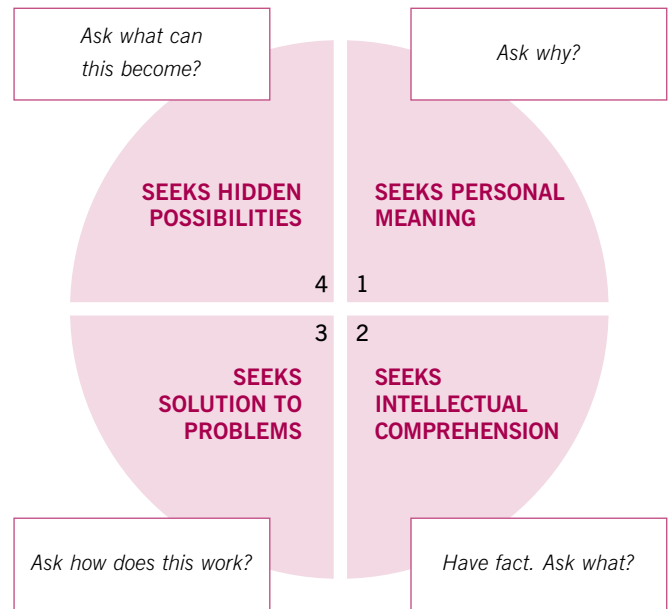 Ask what can
this become?
Ask why?
SEEKS HIDDEN
POSSIBILITIES
SEEKS PERSONAL
MEANING
4
1
3
2
SEEKS
SOLUTION TO
PROBLEMS
SEEKS
INTELLECTUAL
COMPREHENSION
Ask how does this work?
Have fact. Ask what?